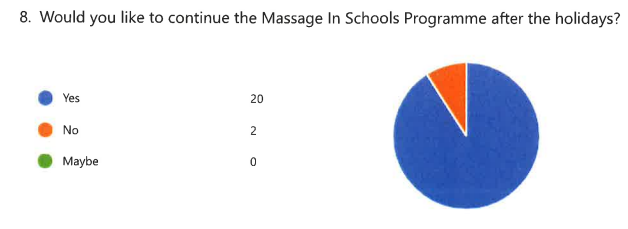 8. Would you like to continue the Massage In Schools Programme after the holidays?
Yes 20
No 2
Maybe 0